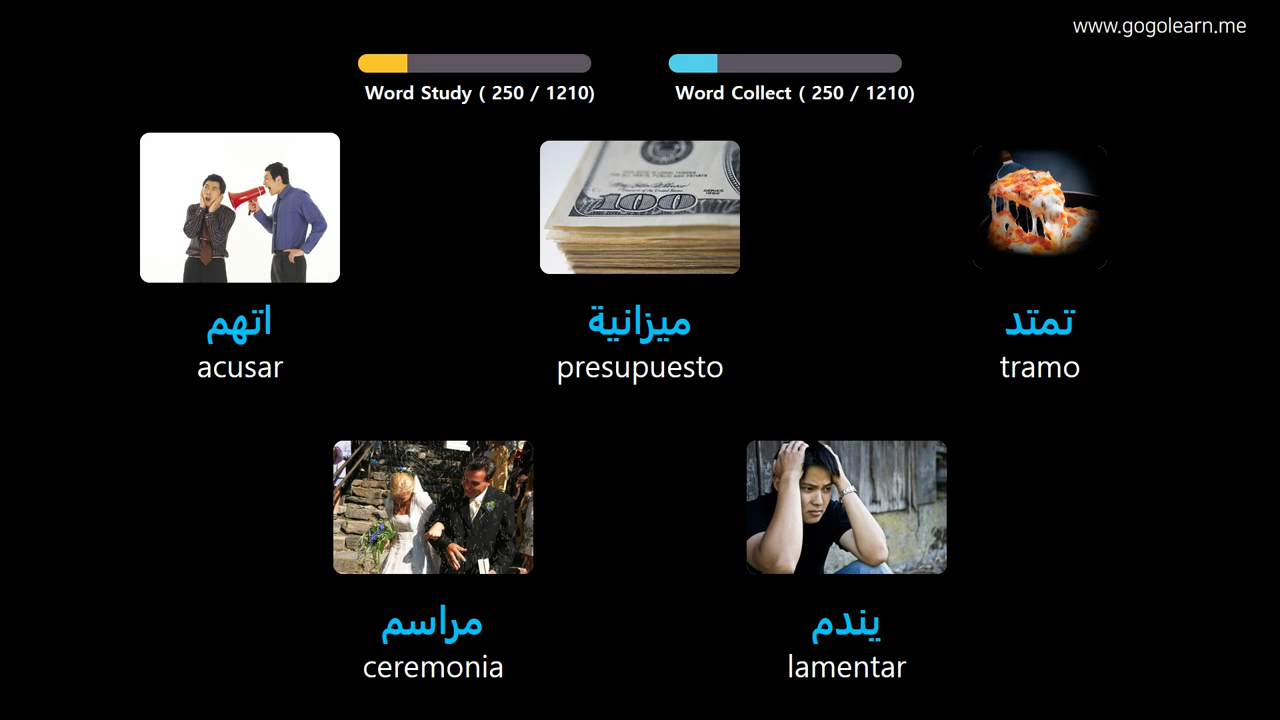 www.gogolearn.me
Word Study ( 250 / 1210)
Word Collect ( 250 / 1210)
100
اتهم
acusar
ميزانية
presupuesto
تمتد
tramo
مراسم
ceremonia
يندم
lamentar